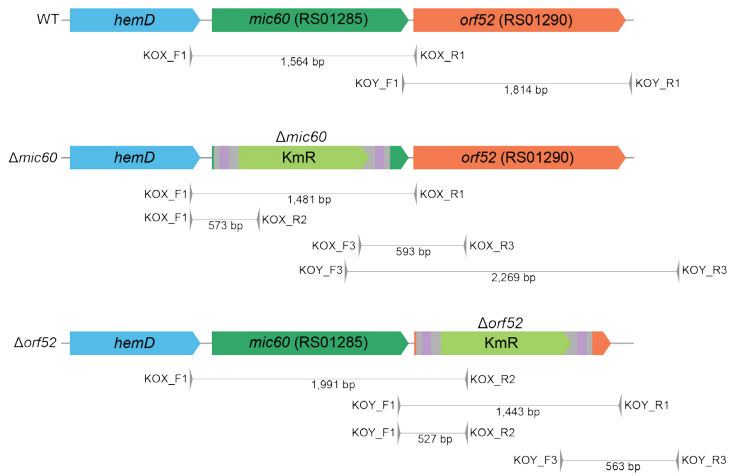 WT hemD mic60 (RS01285) orf52 (RS01290)
KOX_F1 1,564 bp KOX_R1
KOY_F1 1,814 bp KOY_R1
Δmic60
Δmic60 hemD KmR orf52 (RS01290)
KOX_F1 1,481 bp KOX_R1
KOX_F1 573 bp KOX_R2
KOX_F3 593 bp KOX_R3
KOY_F3 2,269 bp KOY_R3
Δorf52
Δorf52 hemD mic60 (RS01285) KmR
KOX_F1 1,991 bp KOX_R2
KOY_F1 1,443 bp KOY_R1
KOY_F1 527 bp KOX_R2
KOY_F3 563 bp KOY_R3